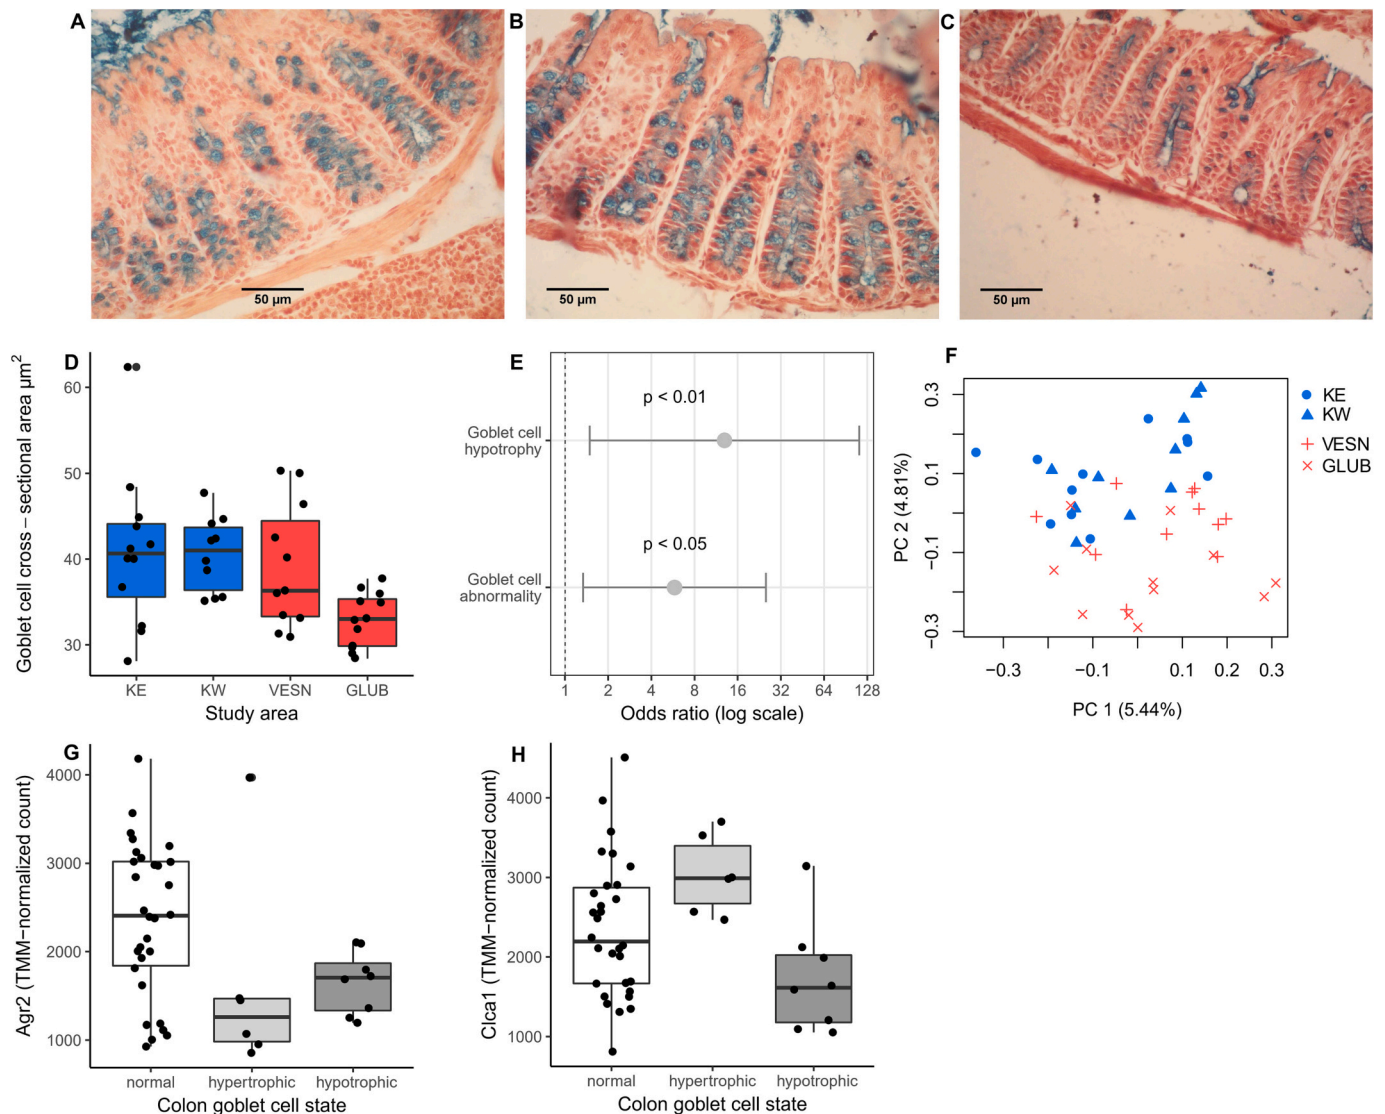 A
B
C
50 µm
50 µm
50 µm
D
Goblet cell cross – sectional area µm²
60
50
40
30
KE
KW
VESN
GLUB
Study area
E
p < 0.01
Goblet cell
hypotrophy
p < 0.05
Goblet cell
abnormality
1
2
4
8
16
32
64
128
Odds ratio (log scale)
F
PC 2 (4.81%)
0.3
0.1
−0.1
−0.3
−0.3
−0.1
0.1
0.3
PC 1 (5.44%)
KE
KW
VESN
GLUB
G
Agr2 (TMM−normalized count)
4000
3000
2000
1000
normal
hypertrophic
hypotrophic
Colon goblet cell state
H
Clca1 (TMM−normalized count)
4000
3000
2000
1000
normal
hypertrophic
hypotrophic
Colon goblet cell state